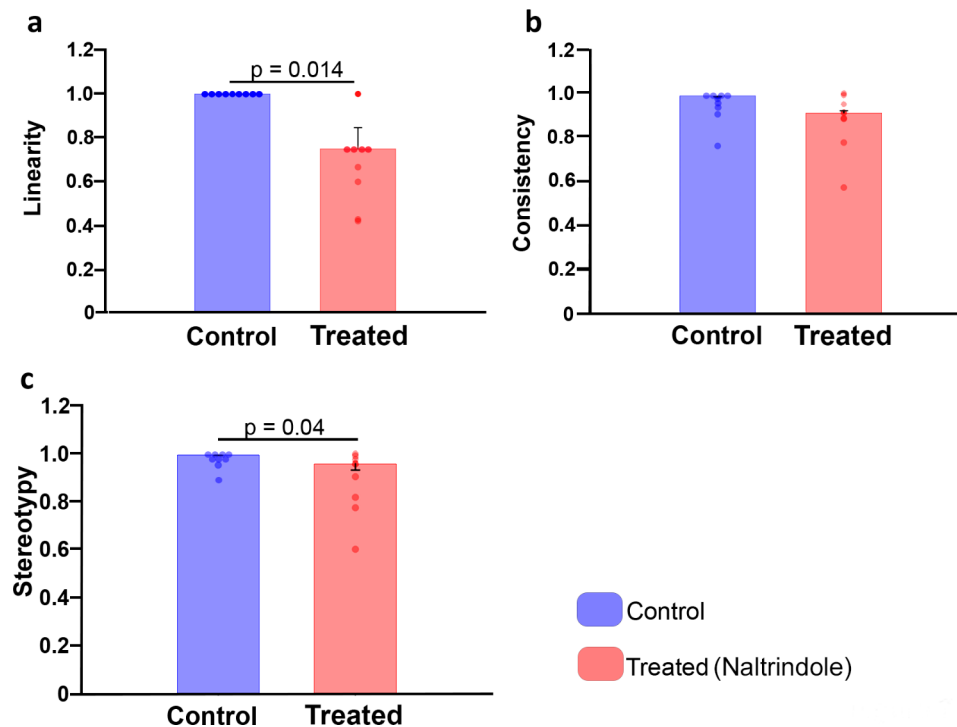 a
1.2
p = 0.014
1.0
0.8
0.6
0.4
0.2
0
Linearity
Control Treated
b
1.2
1.0
0.8
0.6
0.4
0.2
0
Consistency
Control Treated
c
1.2
p = 0.04
1.0
0.8
0.6
0.4
0.2
0
Stereotypy
Control Treated
Control
Treated (Naltrindole)